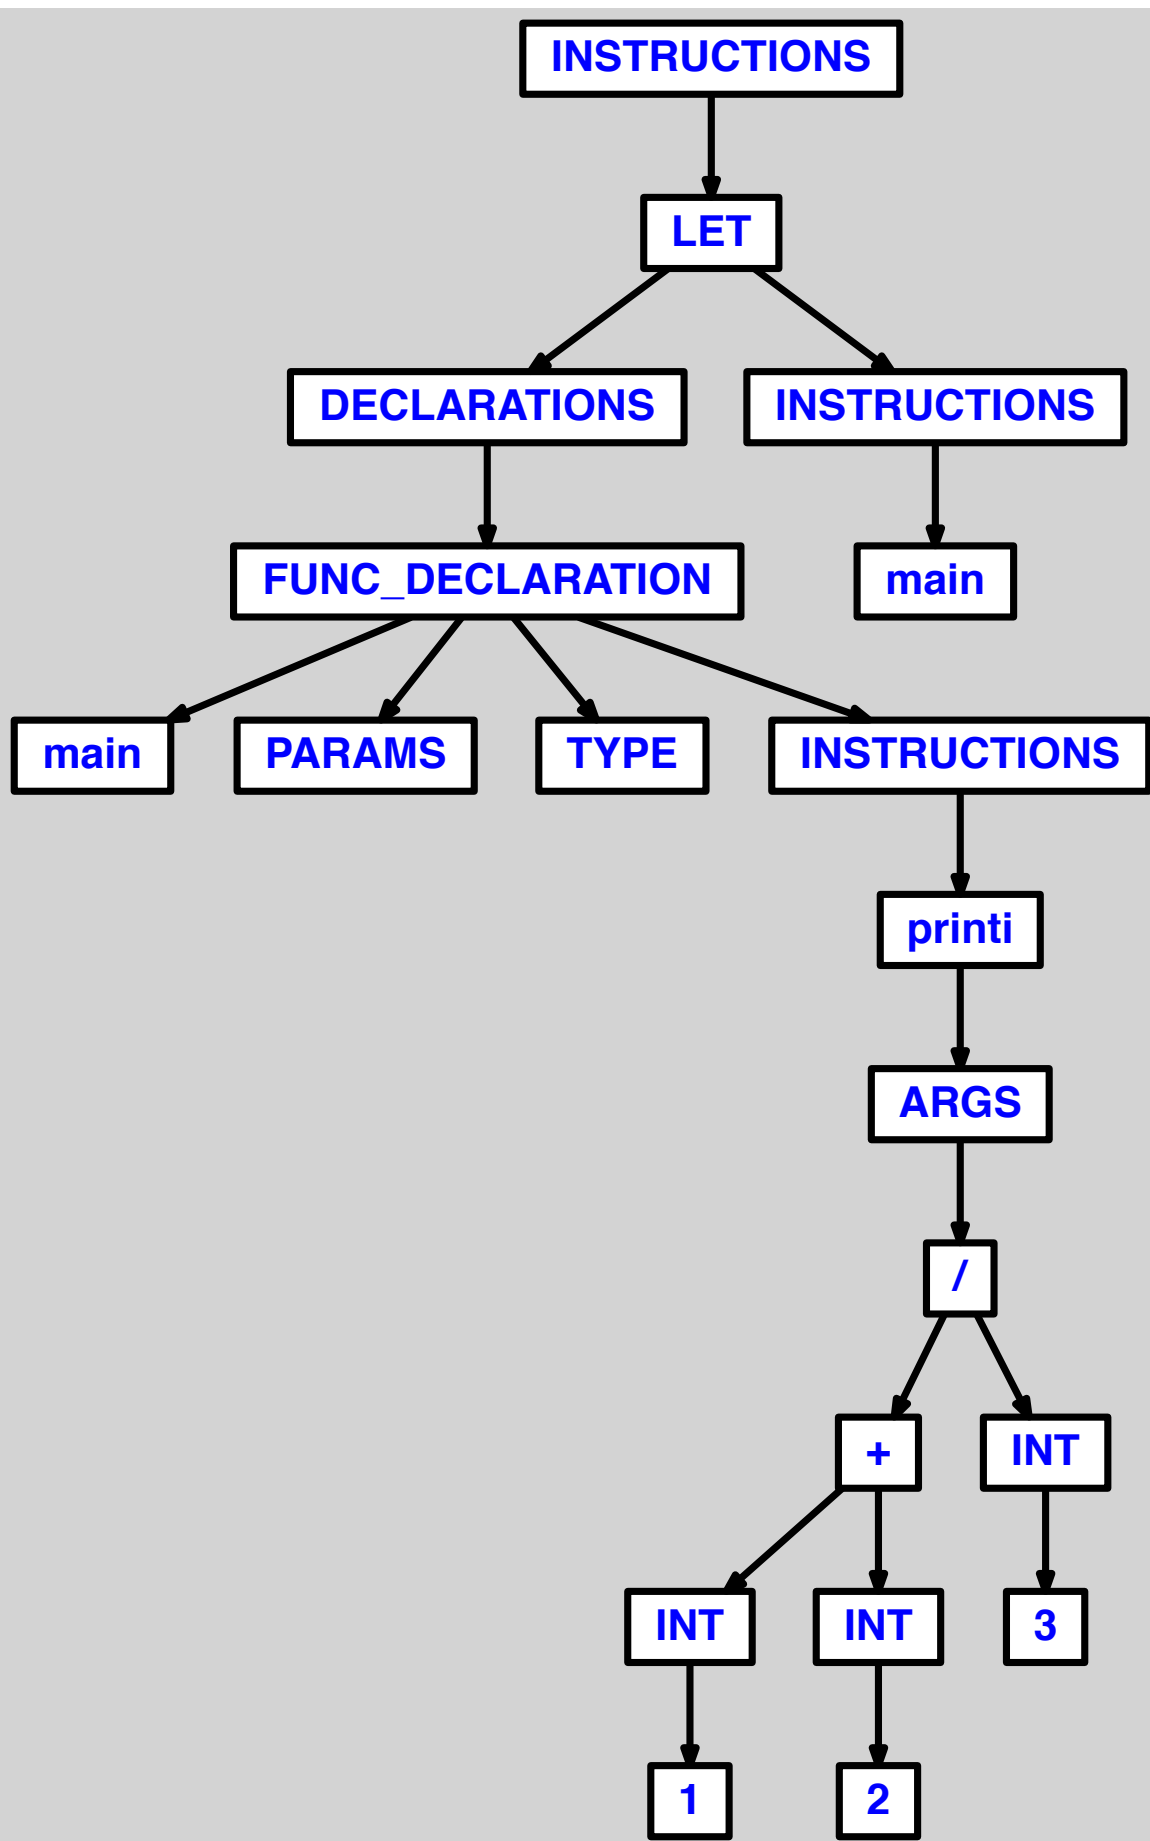 INSTRUCTIONS
LET
DECLARATIONS
INSTRUCTIONS
FUNC_DECLARATION
main
main
PARAMS
TYPE
INSTRUCTIONS
printi
ARGS
/
+
INT
INT
INT
3
1
2